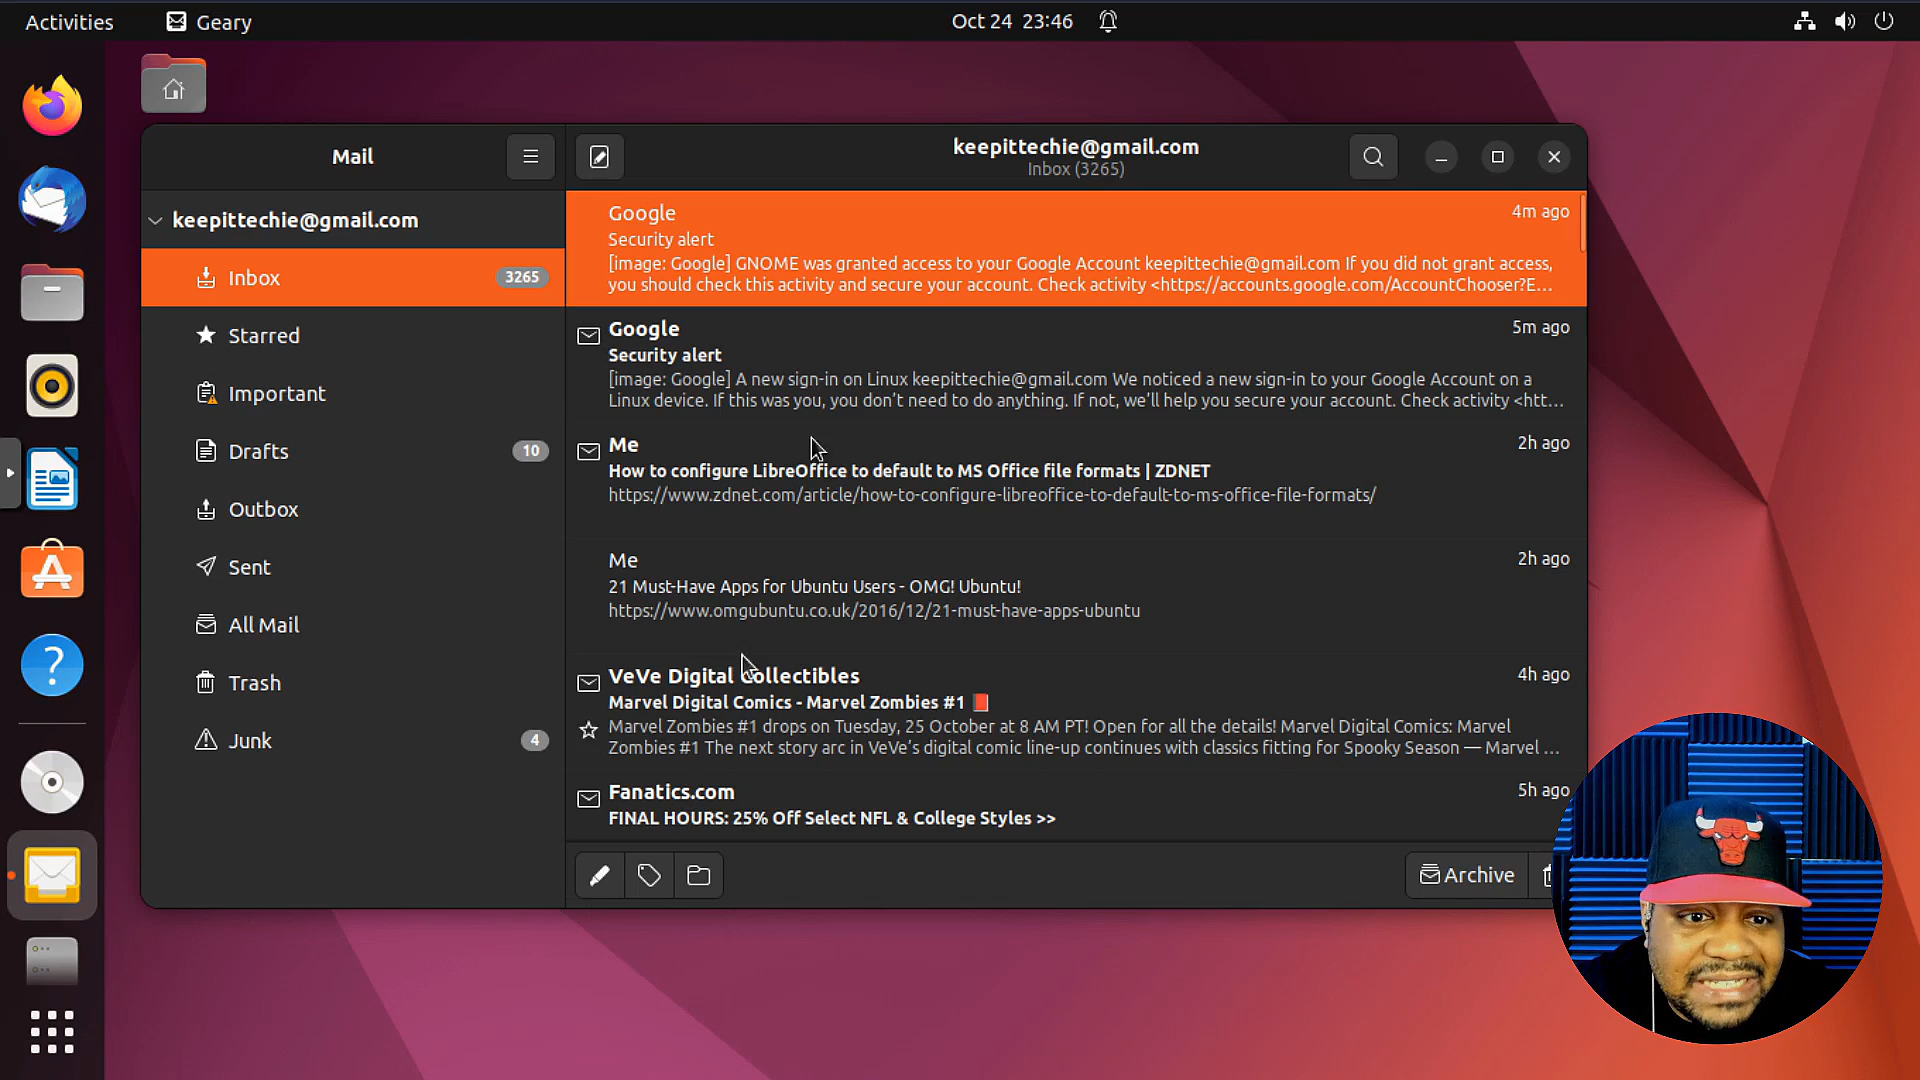 Activities
Geary
Oct 24 23:46
Mail
keepittechie@gmail.com
Inbox (3265)
keepittechie@gmail.com
Inbox 3265
Starred
Important
Drafts 10
Outbox
Sent
All Mail
Trash
Junk 4
Google 4m ago
Security alert
[image: Google] GNOME was granted access to your Google Account keepittechie@gmail.com If you did not grant access,
you should check this activity and secure your account. Check activity <https://accounts.google.com/AccountChooser?E…
Google 5m ago
Security alert
[image: Google] A new sign-in on Linux keepittechie@gmail.com We noticed a new sign-in to your Google Account on a
Linux device. If this was you, you don’t need to do anything. If not, we’ll help you secure your account. Check activity <htt…
Me 2h ago
How to configure LibreOffice to default to MS Office file formats | ZDNET
https://www.zdnet.com/article/how-to-configure-libreoffice-to-default-to-ms-office-file-formats/
Me 2h ago
21 Must-Have Apps for Ubuntu Users - OMG! Ubuntu!
https://www.omgubuntu.co.uk/2016/12/21-must-have-apps-ubuntu
VeVe Digital Collectibles 4h ago
Marvel Digital Comics - Marvel Zombies #1
Marvel Zombies #1 drops on Tuesday, 25 October at 8 AM PT! Open for all the details! Marvel Digital Comics: Marvel
Zombies #1 The next story arc in VeVe’s digital comic line-up continues with classics fitting for Spooky Season — Marvel …
Fanatics.com 5h ago
FINAL HOURS: 25% Off Select NFL & College Styles >>
Archive